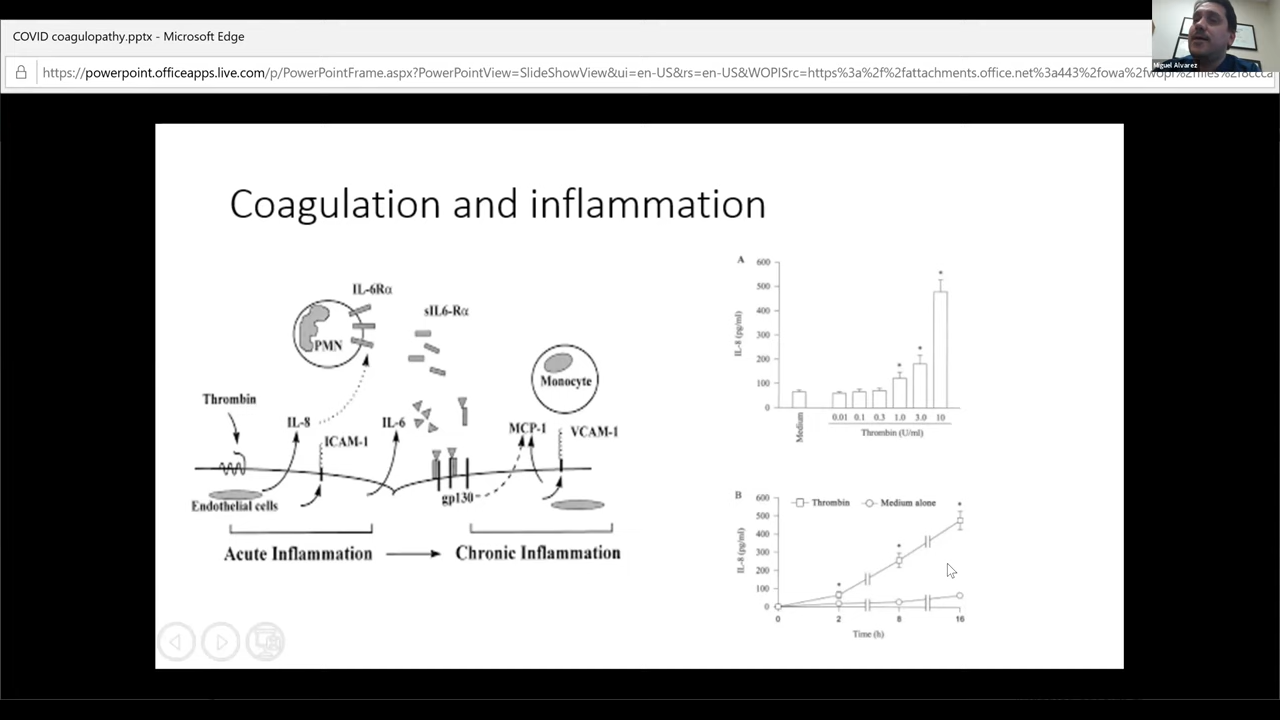 COVID coagulopathy.pptx - Microsoft Edge
Miguel Alvarez
https://powerpoint.officeapps.live.com/p/PowerPointFrame.aspx?PowerPointView=SlideShowView&ui=en-US&rs=en-US&WOPISrc=https%3a%2f%2fattachments.office.net%3a443%2fowa%2f
Coagulation and inflammation
IL-6Rα
sIL6-Rα
PMN
Monocyte
Thrombin
IL-8
IL-6
MCP-1
VCAM-1
ICAM-1
gp130
Endothelial cells
Acute Inflammation
Chronic Inflammation
A
IL-8 (pg/ml)
600
500
400
300
200
100
0
*
*
*
Medium
0.01 0.1 0.3 1.0 3.0 10
Thrombin (U/ml)
B
IL-8 (pg/ml)
600
500
400
300
200
100
0
Thrombin
Medium alone
*
*
*
0 2 8 16
Time (h)